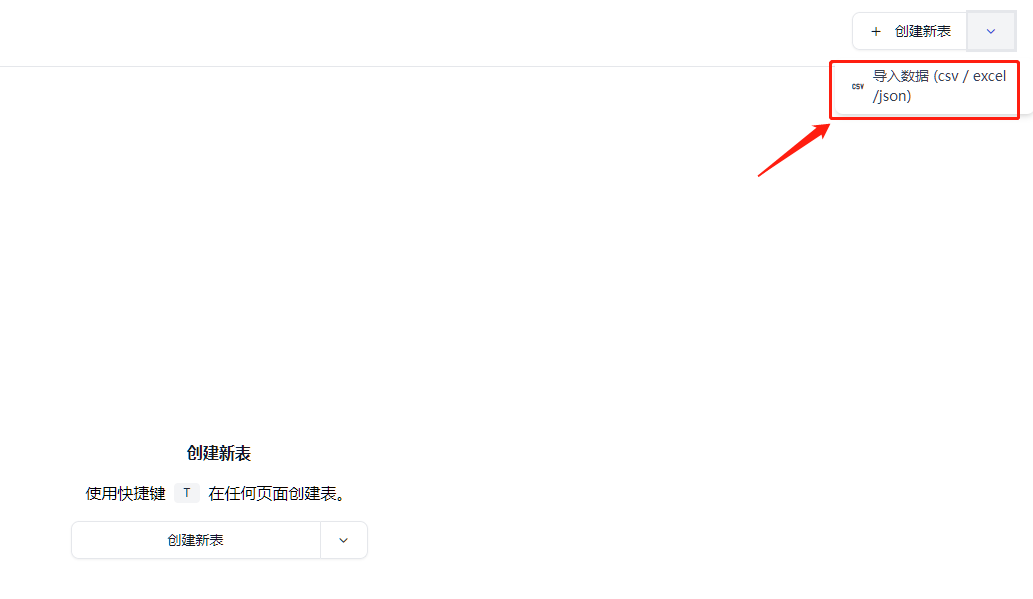 + 创建新表
CSV
导入数据 (csv / excel
/json)
创建新表
使用快捷键 T 在任何页面创建表。
创建新表